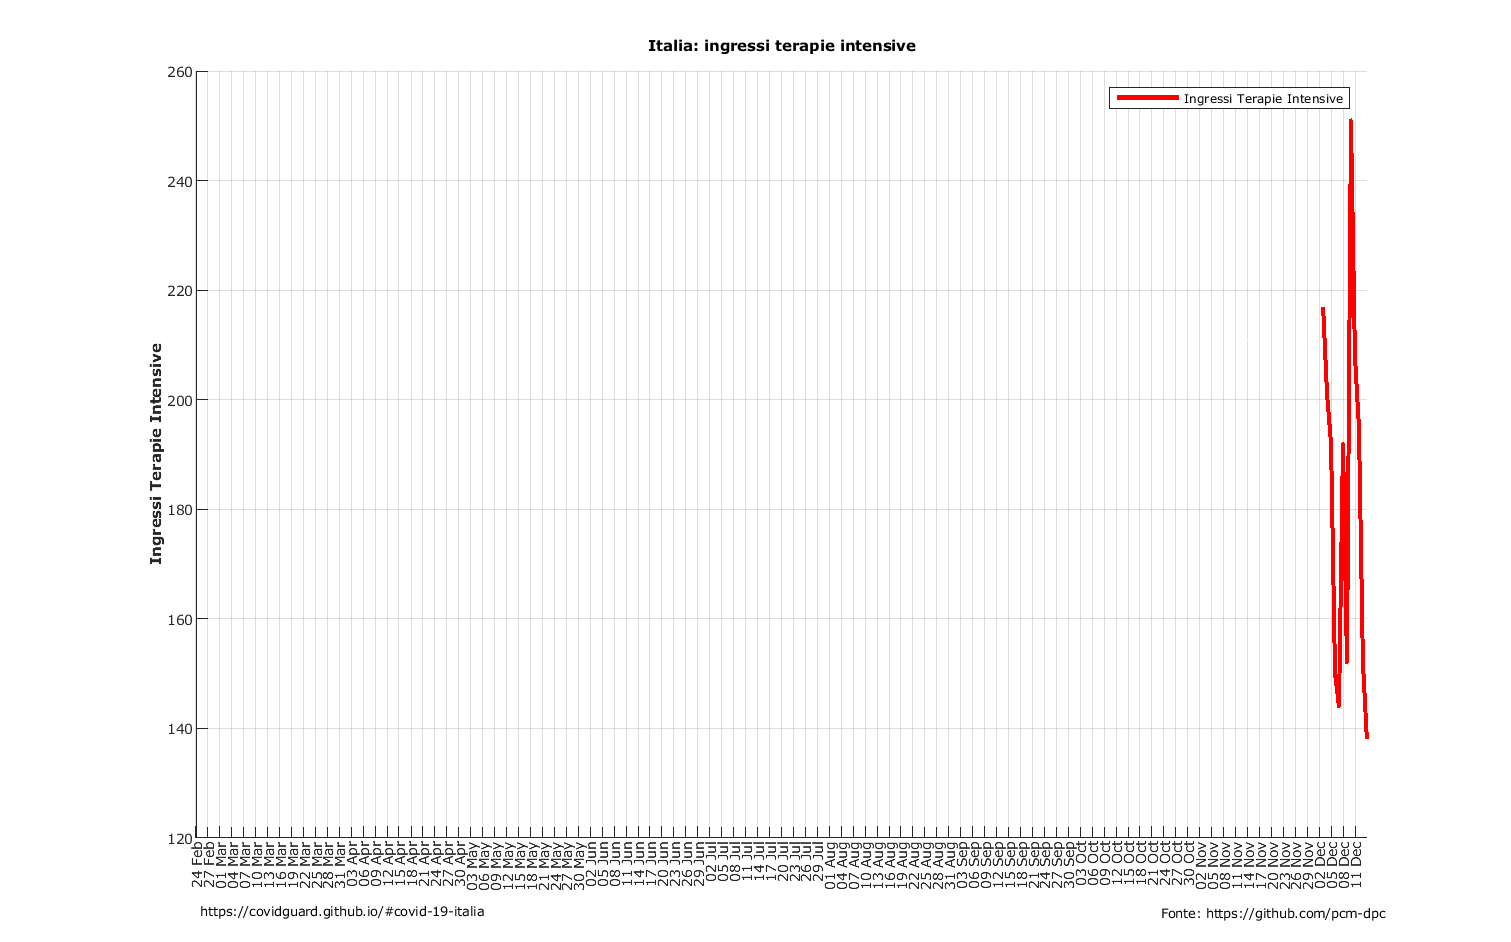 Italia: ingressi terapie intensive
Ingressi Terapie Intensive
Ingressi Terapie Intensive
260
240
220
200
180
160
140
120
24 Feb
27 Feb
01 Mar
04 Mar
07 Mar
10 Mar
13 Mar
16 Mar
19 Mar
22 Mar
25 Mar
28 Mar
31 Mar
03 Apr
06 Apr
09 Apr
12 Apr
15 Apr
18 Apr
21 Apr
24 Apr
27 Apr
30 Apr
03 May
06 May
09 May
12 May
15 May
18 May
21 May
24 May
27 May
30 May
02 Jun
05 Jun
08 Jun
11 Jun
14 Jun
17 Jun
20 Jun
23 Jun
26 Jun
29 Jun
02 Jul
05 Jul
08 Jul
11 Jul
14 Jul
17 Jul
20 Jul
23 Jul
26 Jul
29 Jul
01 Aug
04 Aug
07 Aug
10 Aug
13 Aug
16 Aug
19 Aug
22 Aug
25 Aug
28 Aug
31 Aug
03 Sep
06 Sep
09 Sep
12 Sep
15 Sep
18 Sep
21 Sep
24 Sep
27 Sep
30 Sep
03 Oct
06 Oct
09 Oct
12 Oct
15 Oct
18 Oct
21 Oct
24 Oct
27 Oct
30 Oct
02 Nov
05 Nov
08 Nov
11 Nov
14 Nov
17 Nov
20 Nov
23 Nov
26 Nov
29 Nov
02 Dec
05 Dec
08 Dec
11 Dec
https://covidguard.github.io/#covid-19-italia
Fonte: https://github.com/pcm-dpc